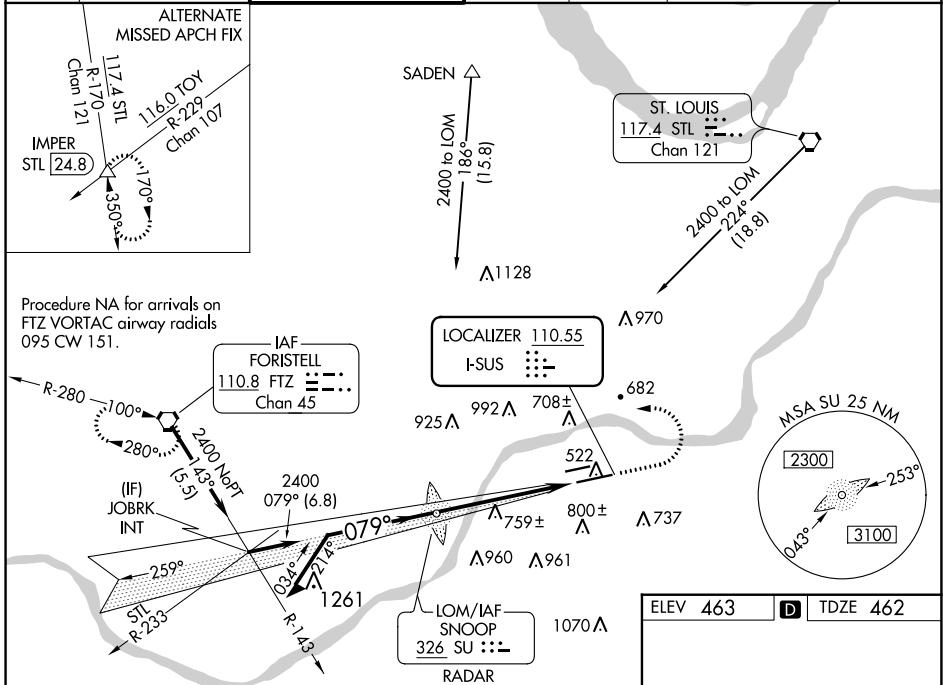 ALTERNATE
MISSED APCH FIX
117.4 STL
R-170
Chan 121
116.0 TOY
R-229
Chan 107
IMPER
STL 24.8
170°
350°
SADEN
2400 to LOM
186°
(15.8)
ST. LOUIS
117.4 STL
Chan 121
2400 to LOM
224°
(18.8)
1128
970
Procedure NA for arrivals on
FTZ VORTAC airway radials
095 CW 151.
IAF
FORISTELL
110.8 FTZ
Chan 45
LOCALIZER 110.55
I-SUS
R-280
100°
280°
2400 NoPT
143°
(5.5)
925
992
708±
682
522
MSA SU 25 NM
2300
253°
043°
3100
(IF)
JOBRK
INT
2400
079° (6.8)
079°
759±
800±
737
259°
034°
214°
1261
960
961
STL
R-233
R-143
LOM/IAF
SNOOP
326 SU
RADAR
1070
ELEV 463 D TDZE 462